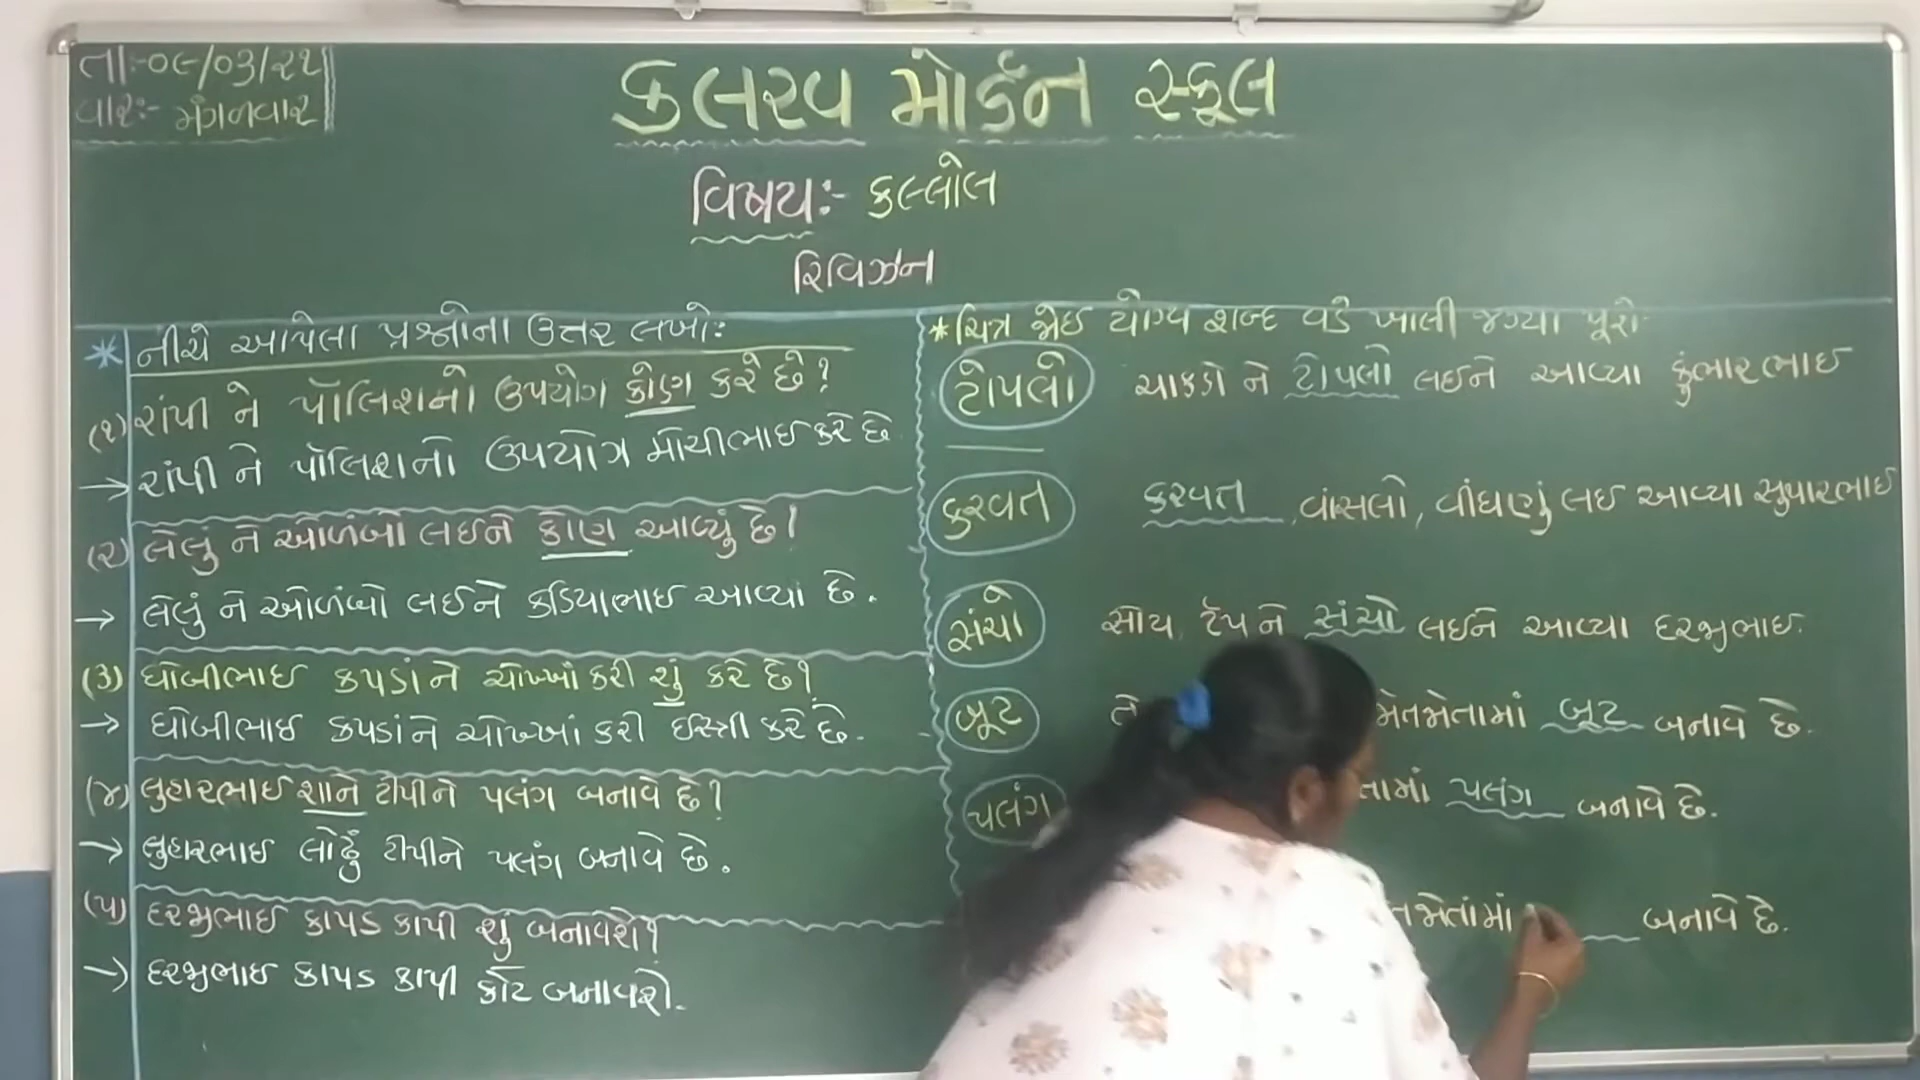 તા:-૦૯/૦૩/૨૧
વાર:- મંગળવાર
કલરવ મોર્ડન સ્કૂલ
વિષય:- કલ્લોલ
રિવિઝન
* નીચે આપેલા પ્રશ્નોના ઉત્તર લખો:
(૧) રાંપી ને પૉલિશનો ઉપયોગ કોણ કરે છે?
→ રાંપી ને પૉલિશનો ઉપયોગ મોચીભાઈ કરે છે.
(૨) લેલું ને ઓળંબો લઈને કોણ આવ્યું છે?
→ લેલું ને ઓળંબો લઈને કડિયાભાઈ આવ્યા છે.
(૩) ધોબીભાઈ કપડાંને ચોખ્ખાં કરી શું કરે છે?
→ ધોબીભાઈ કપડાંને ચોખ્ખાં કરી ઈસ્ત્રી કરે છે.
(૪) લુહારભાઈ શાને ટીપીને પલંગ બનાવે છે?
→ લુહારભાઈ લોઢું ટીપીને પલંગ બનાવે છે.
(૫) દરજીભાઈ કાપડ કાપી શું બનાવશે?
→ દરજીભાઈ કાપડ કાપી કોટ બનાવશે.
* ચિત્ર જોઈ યોગ્ય શબ્દ વડે ખાલી જગ્યા પૂરો-
ટોપલો ચાકડો ને ટોપલો લઈને આવ્યા કુંભારભાઈ
કરવત કરવત, વાંસલો, વીંધણું લઈ આવ્યા સુથારભાઈ
સંચો સોય, ટૅપ ને સંચો લઈને આવ્યા દરજીભાઈ.
બૂટ તે જોતજોતામાં બૂટ બનાવે છે.
પલંગ તામાં પલંગ બનાવે છે.
તજોતાંમાં ____ બનાવે છે.